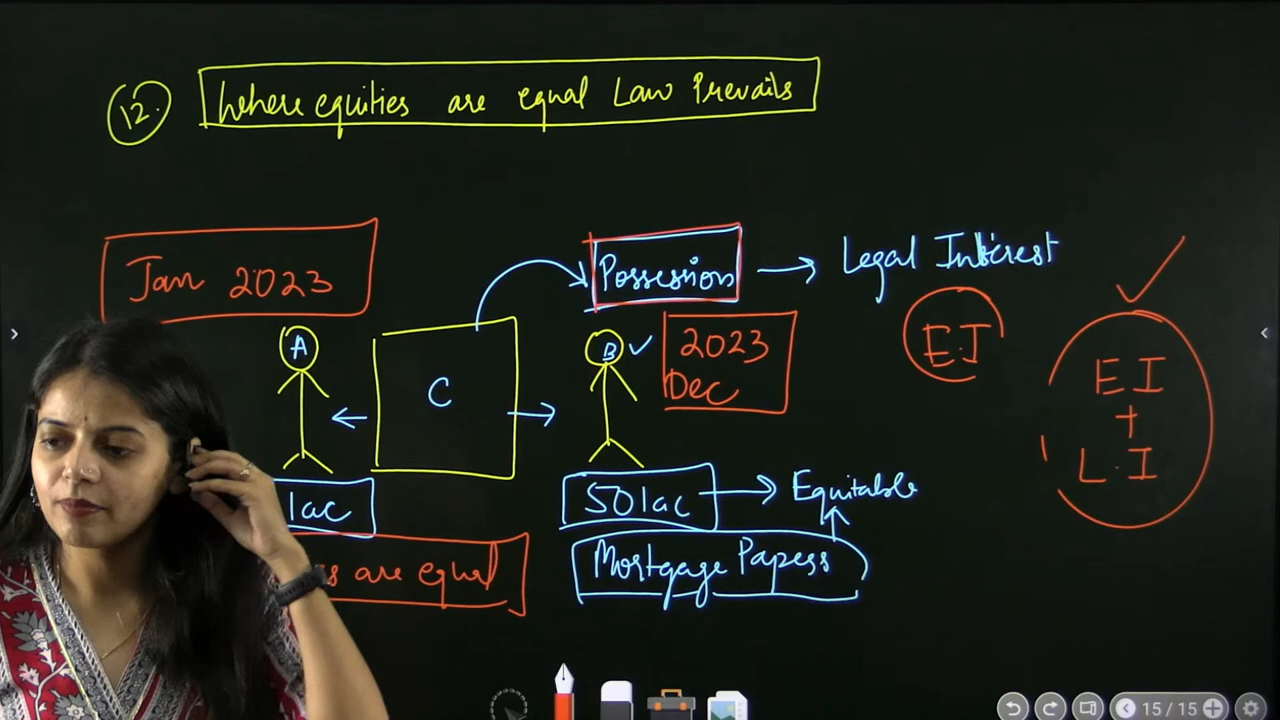 12.
Where equities are equal Law Prevails
Jan 2023
Possession → Legal Interest
A
C
B
2023
Dec
E.I
EI
+
L.I
lac
50lac → Equitable
are equal
Mortgage Papers
15/15